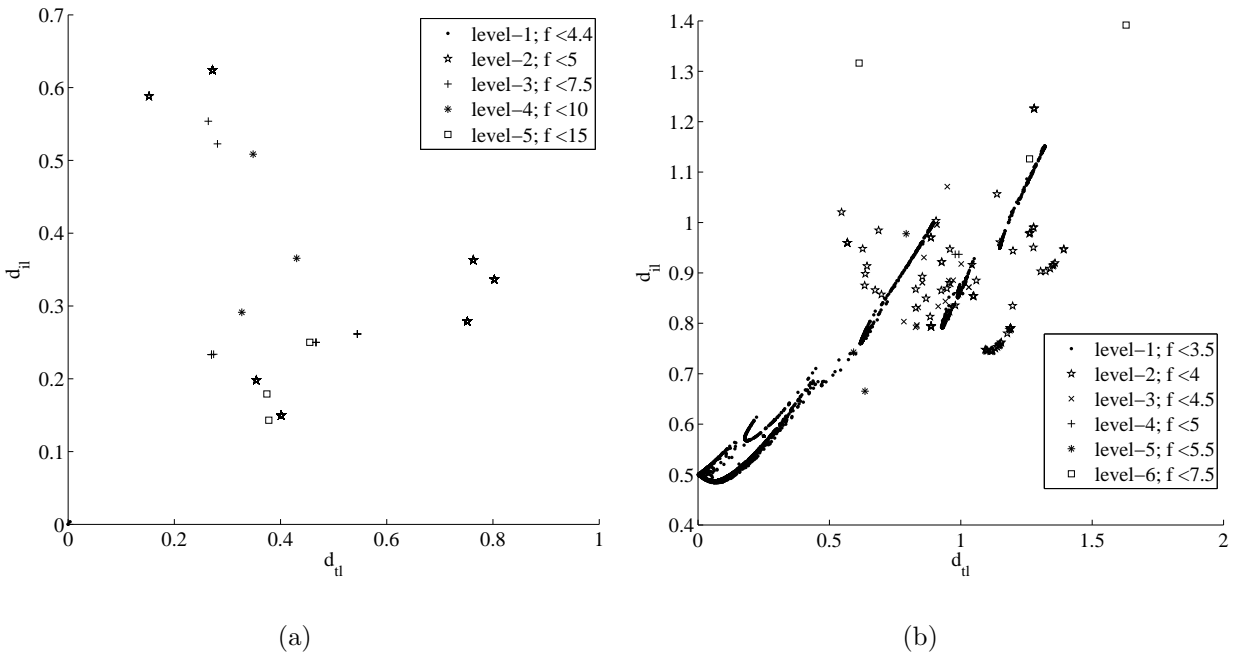 0.7
0.6
0.5
0.4
0.3
0.2
0.1
0
0 0.2 0.4 0.6 0.8 1
d_il
d_tl
level−1; f <4.4
level−2; f <5
level−3; f <7.5
level−4; f <10
level−5; f <15
(a)
1.4
1.3
1.2
1.1
1
0.9
0.8
0.7
0.6
0.5
0.4
0 0.5 1 1.5 2
d_il
d_tl
level−1; f <3.5
level−2; f <4
level−3; f <4.5
level−4; f <5
level−5; f <5.5
level−6; f <7.5
(b)